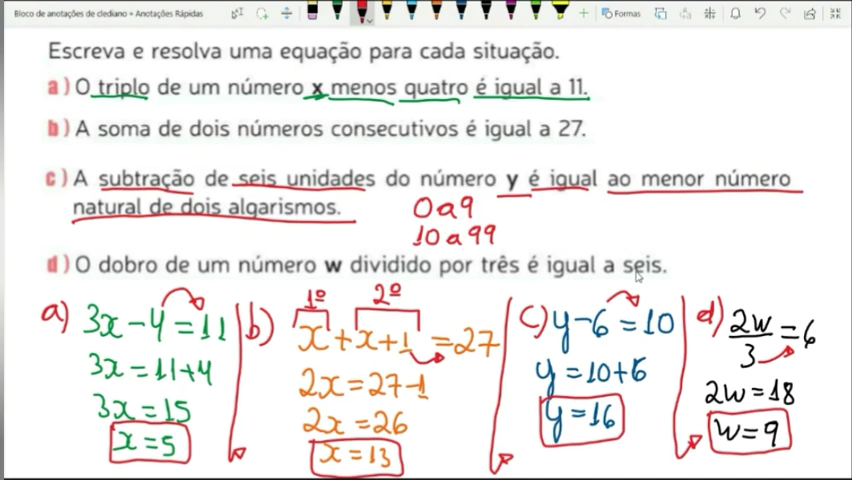 Bloco de anotações de clediano » Anotações Rápidas
Formas
Escreva e resolva uma equação para cada situação.
a) O triplo de um número x menos quatro é igual a 11.
b) A soma de dois números consecutivos é igual a 27.
c) A subtração de seis unidades do número y é igual ao menor número
natural de dois algarismos.
0 a 9
10 a 99
d) O dobro de um número w dividido por três é igual a seis.
a) 3x - 4 = 11
3x = 11+4
3x = 15
x = 5
1º 2º
b) x + x + 1 = 27
2x = 27-1
2x = 26
x = 13
c) y - 6 = 10
y = 10+6
y = 16
d) 2w/3 = 6
2w = 18
w = 9